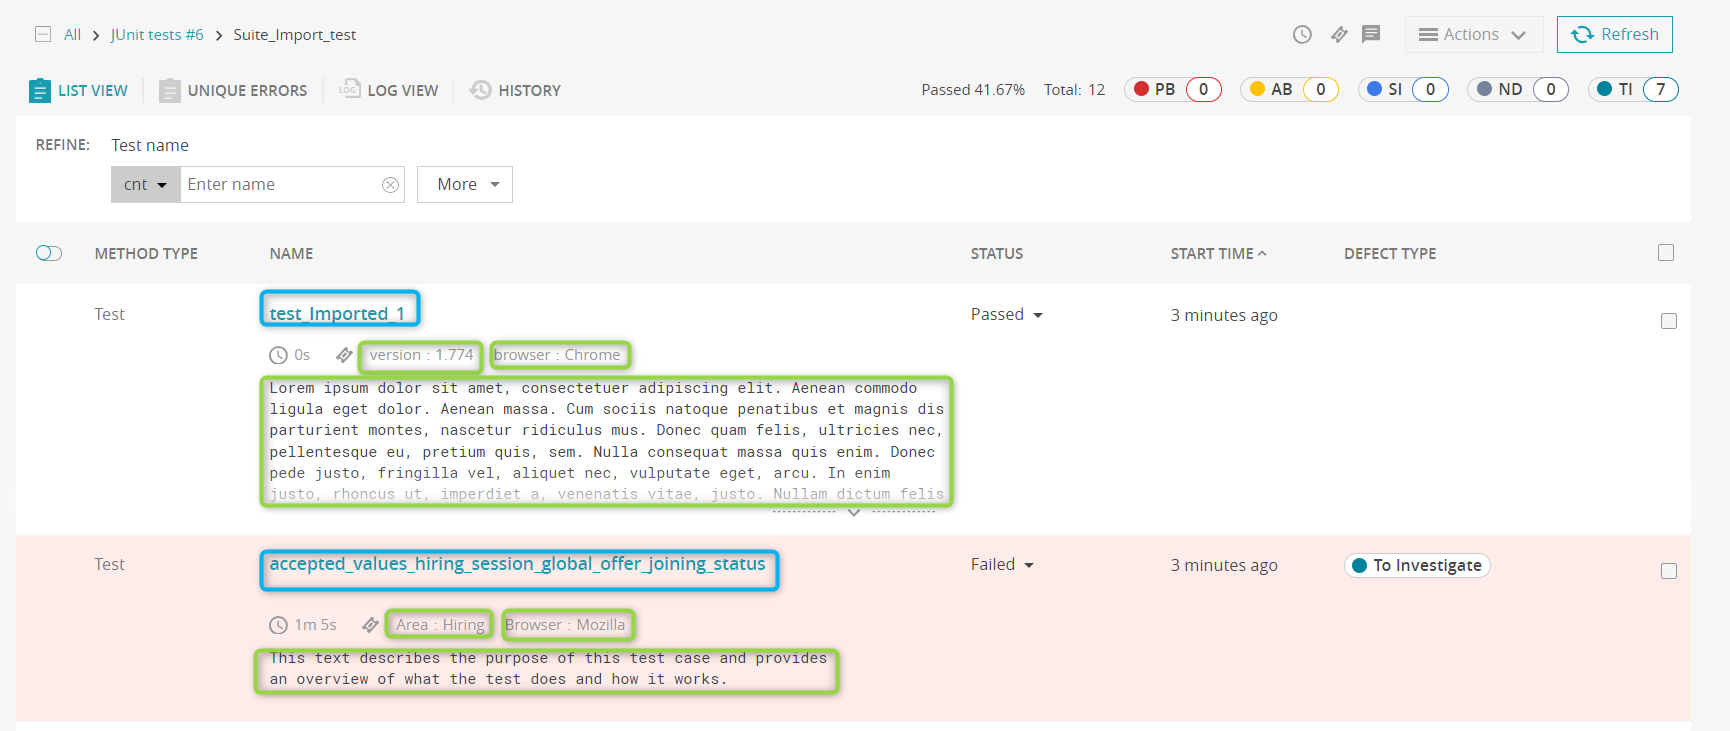 All > JUnit tests #6 > Suite_Import_test
Actions
Refresh
LIST VIEW
UNIQUE ERRORS
LOG
LOG VIEW
HISTORY
Passed 41.67% Total: 12
PB 0
AB 0
SI 0
ND 0
TI 7
REFINE: Test name
cnt Enter name
More
METHOD TYPE NAME STATUS START TIME DEFECT TYPE
Test test_Imported_1 Passed 3 minutes ago
0s version : 1.774 browser : Chrome
Lorem ipsum dolor sit amet, consectetuer adipiscing elit. Aenean commodo
ligula eget dolor. Aenean massa. Cum sociis natoque penatibus et magnis dis
parturient montes, nascetur ridiculus mus. Donec quam felis, ultricies nec,
pellentesque eu, pretium quis, sem. Nulla consequat massa quis enim. Donec
pede justo, fringilla vel, aliquet nec, vulputate eget, arcu. In enim
justo, rhoncus ut, imperdiet a, venenatis vitae, justo. Nullam dictum felis
Test accepted_values_hiring_session_global_offer_joining_status Failed 3 minutes ago To Investigate
1m 5s Area : Hiring Browser : Mozilla
This text describes the purpose of this test case and provides
an overview of what the test does and how it works.